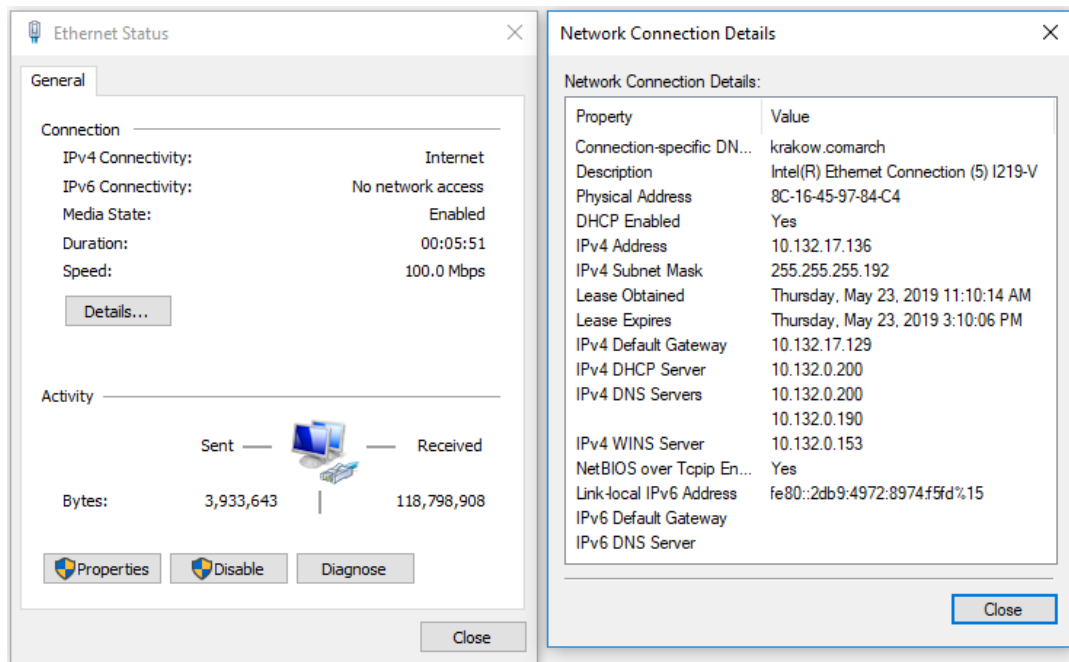 Ethernet Status
General
Connection
IPv4 Connectivity: Internet
IPv6 Connectivity: No network access
Media State: Enabled
Duration: 00:05:51
Speed: 100.0 Mbps
Details...
Activity
Sent Received
Bytes: 3,933,643 118,798,908
Properties Disable Diagnose
Close
Network Connection Details
Network Connection Details:
Property Value
Connection-specific DN... krakow.comarch
Description Intel(R) Ethernet Connection (5) I219-V
Physical Address 8C-16-45-97-84-C4
DHCP Enabled Yes
IPv4 Address 10.132.17.136
IPv4 Subnet Mask 255.255.255.192
Lease Obtained Thursday, May 23, 2019 11:10:14 AM
Lease Expires Thursday, May 23, 2019 3:10:06 PM
IPv4 Default Gateway 10.132.17.129
IPv4 DHCP Server 10.132.0.200
IPv4 DNS Servers 10.132.0.200
10.132.0.190
IPv4 WINS Server 10.132.0.153
NetBIOS over Tcpip En... Yes
Link-local IPv6 Address fe80::2db9:4972:8974:f5fd%15
IPv6 Default Gateway
IPv6 DNS Server
Close